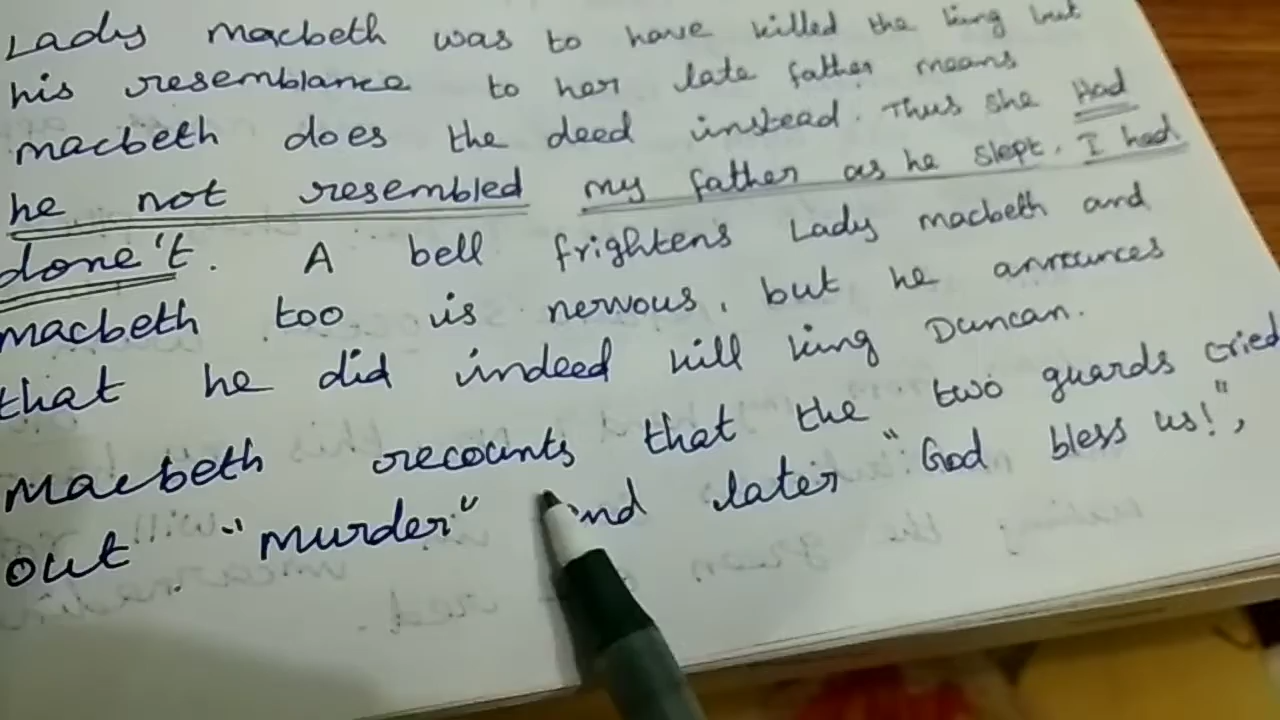 Lady Macbeth was to have killed the king but
his resemblance to her late father means
Macbeth does the deed instead. Thus she Had
he not resembled my father as he slept. I had
done't. A bell frightens Lady Macbeth and
Macbeth too is nervous, but he announces
that he did indeed kill king Duncan.
Macbeth recounts that the two guards cried
out "murder" and later "God bless us!",